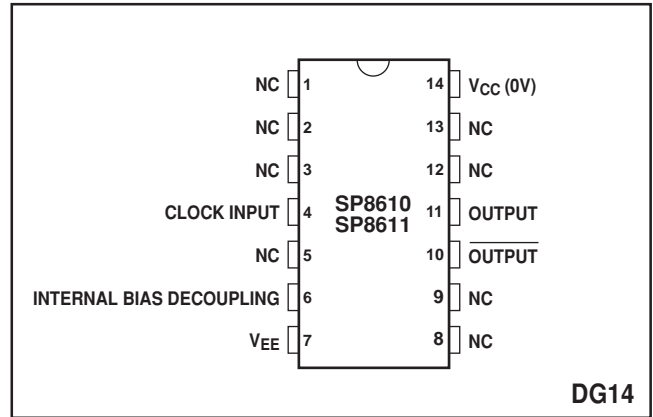 NC 1 14 VCC (0V)
NC 2 13 NC
NC 3 12 NC
SP8610
CLOCK INPUT 4 11 OUTPUT
SP8611
NC 5 10 OUTPUT
INTERNAL BIAS DECOUPLING 6 9 NC
VEE 7 8 NC
DG14